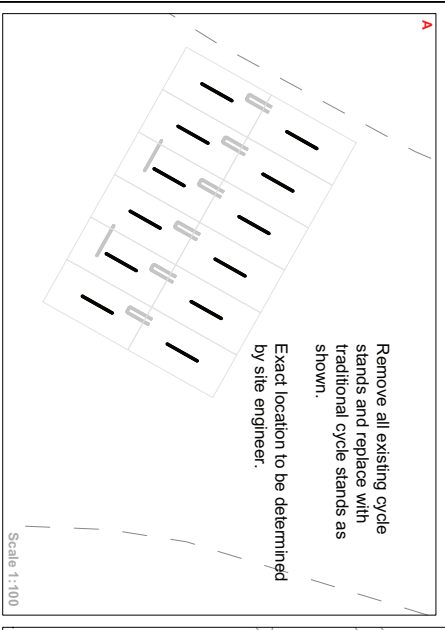 A
Remove all existing cycle
stands and replace with
traditional cycle stands as
shown.
Exact location to be determined
by site engineer.
Scale 1:100